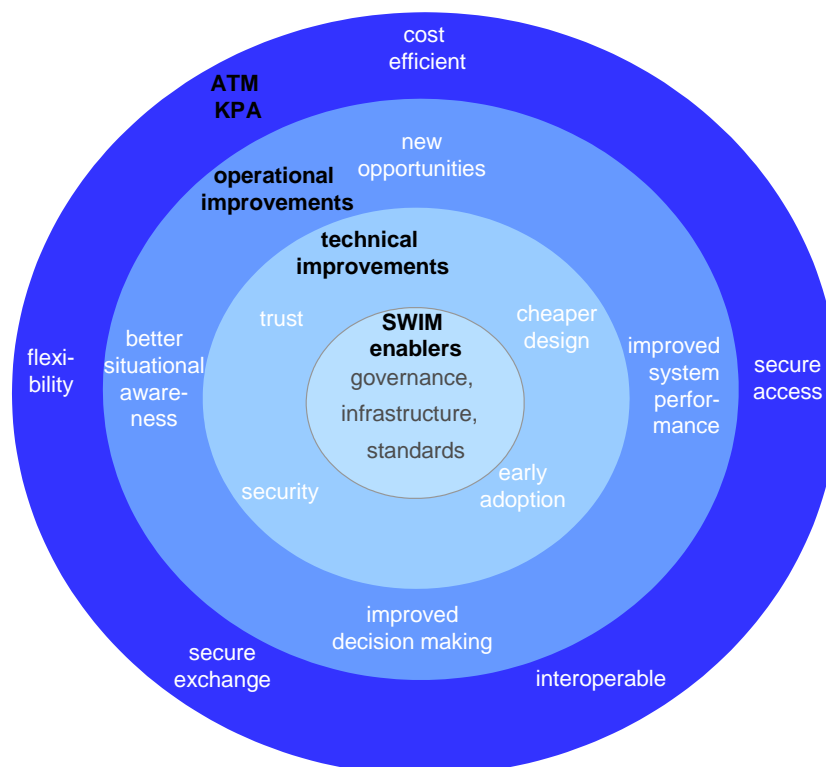 cost
efficient
ATM
KPA
new
opportunities
operational
improvements
technical
improvements
trust
cheaper
design
SWIM
enablers
governance,
infrastructure,
standards
flexi-
bility
better
situational
aware-
ness
improved
system
perfor-
mance
secure
access
security
early
adoption
improved
decision making
secure
exchange
interoperable